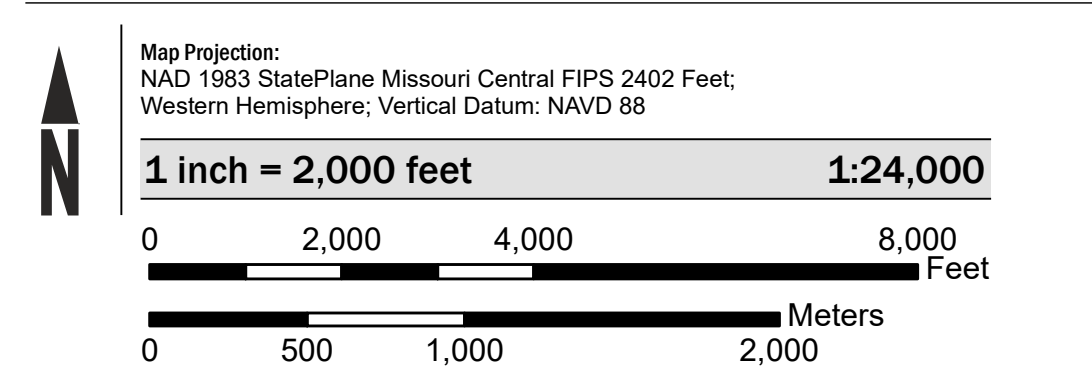 Map Projection:
NAD 1983 StatePlane Missouri Central FIPS 2402 Feet;
Western Hemisphere; Vertical Datum: NAVD 88
N
1 inch = 2,000 feet 1:24,000
0 2,000 4,000 8,000
Feet
Meters
0 500 1,000 2,000